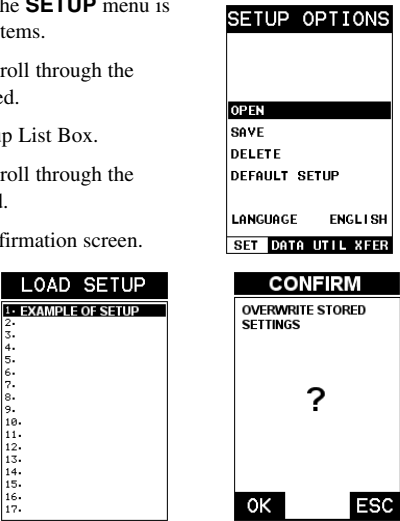 the SETUP menu is
tems.
roll through the
ed.
p List Box.
roll through the
d.
firmation screen.
SETUP OPTIONS
OPEN
SAVE
DELETE
DEFAULT SETUP
LANGUAGE ENGLISH
SET DATA UTIL XFER
LOAD SETUP
1. EXAMPLE OF SETUP
2.
3.
4.
5.
6.
7.
8.
9.
10.
11.
12.
13.
14.
15.
16.
17.
CONFIRM
OVERWRITE STORED
SETTINGS
?
OK ESC